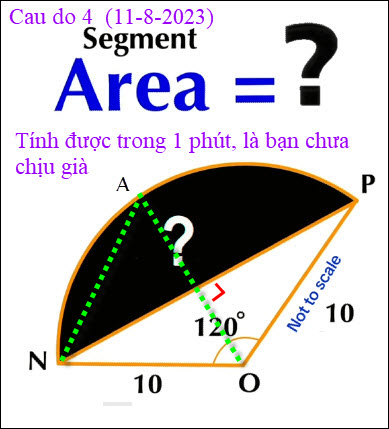 Cau do 4 (11-8-2023)
Segment
Area = ?
Tính được trong 1 phút, là bạn chưa
chịu già
A
P
?
Not to scale
10
120°
N
10
O